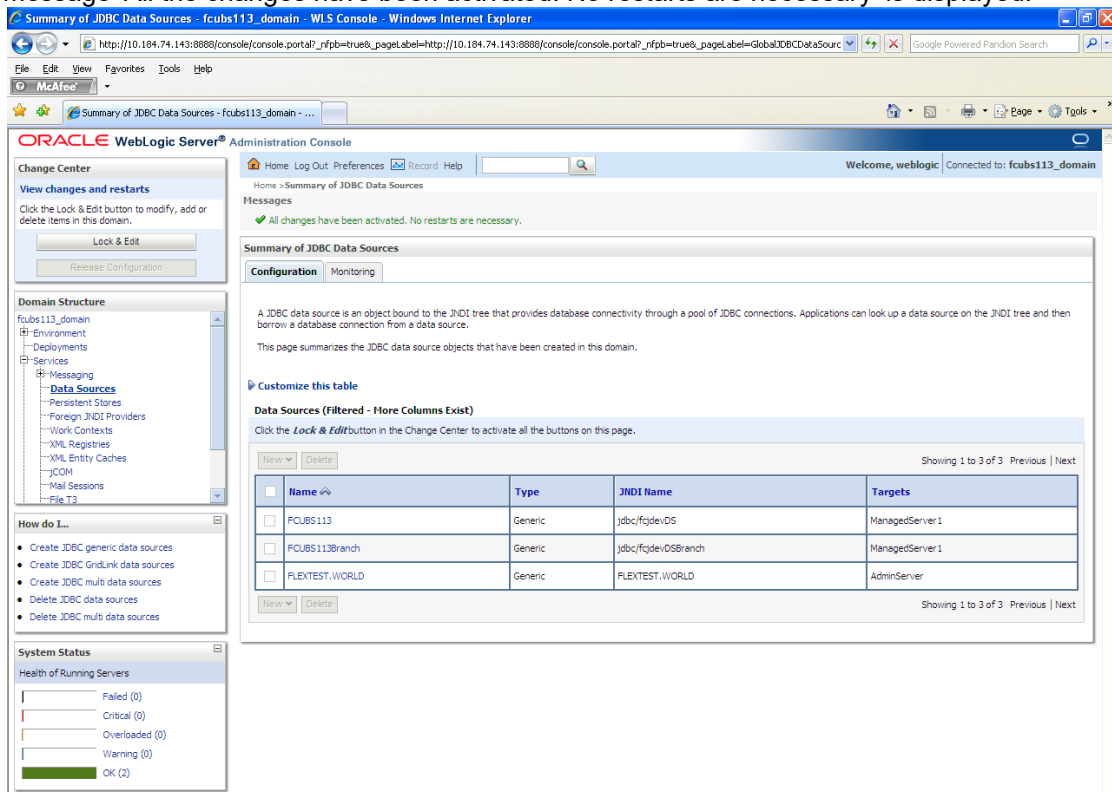 message 'All the changes have been activated. No restarts are necessary' is displayed.
Summary of JDBC Data Sources - fcubs113_domain - WLS Console - Windows Internet Explorer
http://10.184.74.143:8888/console/console.portal?_nfpb=true&_pageLabel=http://10.184.74.143:8888/console/console.portal?_nfpb=true&_pageLabel=GlobalJDBCDataSourc
Google Powered Pandion Search
File Edit View Favorites Tools Help
McAfee
Summary of JDBC Data Sources - fcubs113_domain - ...
Page Tools
ORACLE WebLogic Server® Administration Console
Change Center
View changes and restarts
Click the Lock & Edit button to modify, add or
delete items in this domain.
Lock & Edit
Release Configuration
Domain Structure
fcubs113_domain
Environment
Deployments
Services
Messaging
Data Sources
Persistent Stores
Foreign JNDI Providers
Work Contexts
XML Registries
XML Entity Caches
jCOM
Mail Sessions
File T3
How do I...
Create JDBC generic data sources
Create JDBC GridLink data sources
Create JDBC multi data sources
Delete JDBC data sources
Delete JDBC multi data sources
System Status
Health of Running Servers
Failed (0)
Critical (0)
Overloaded (0)
Warning (0)
OK (2)
Home Log Out Preferences Record Help
Welcome, weblogic Connected to: fcubs113_domain
Home >Summary of JDBC Data Sources
Messages
All changes have been activated. No restarts are necessary.
Summary of JDBC Data Sources
Configuration Monitoring
A JDBC data source is an object bound to the JNDI tree that provides database connectivity through a pool of JDBC connections. Applications can look up a data source on the JNDI tree and then
borrow a database connection from a data source.
This page summarizes the JDBC data source objects that have been created in this domain.
Customize this table
Data Sources (Filtered - More Columns Exist)
Click the Lock & Edit button in the Change Center to activate all the buttons on this page.
New Delete Showing 1 to 3 of 3 Previous | Next
Name Type JNDI Name Targets
FCUBS113 Generic jdbc/fcjdevDS ManagedServer1
FCUBS113Branch Generic jdbc/fcjdevDSBranch ManagedServer1
FLEXTEST.WORLD Generic FLEXTEST.WORLD AdminServer
New Delete Showing 1 to 3 of 3 Previous | Next